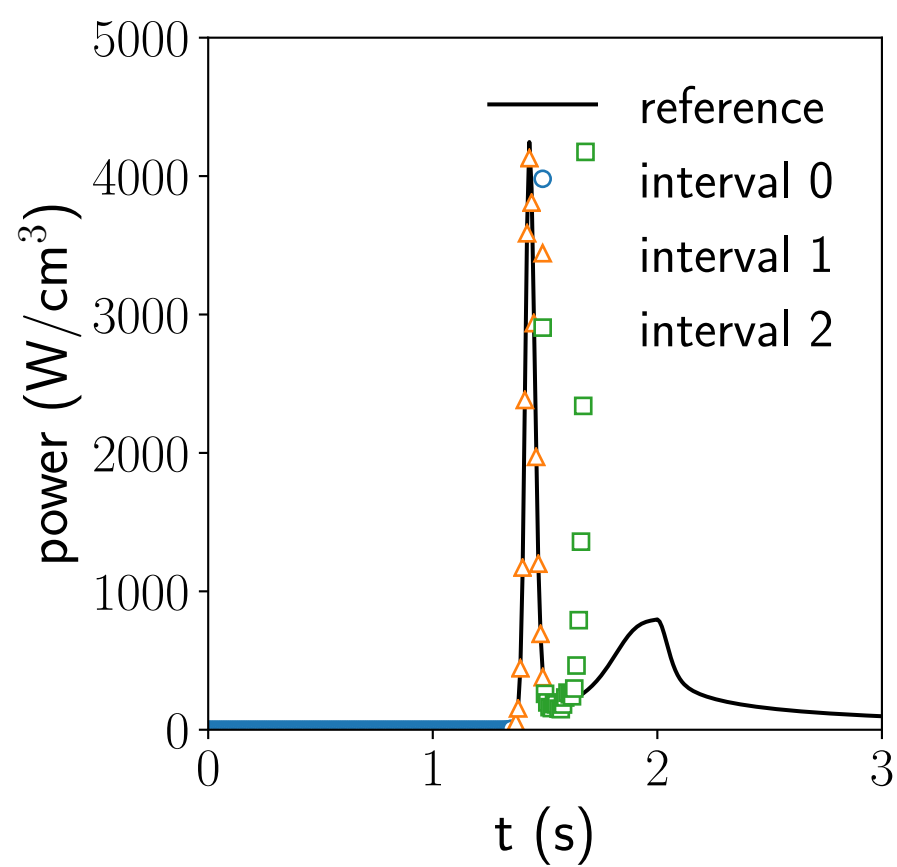 5000
4000
3000
2000
1000
0
power (W/cm³)
reference
interval 0
interval 1
interval 2
0 1 2 3
t (s)